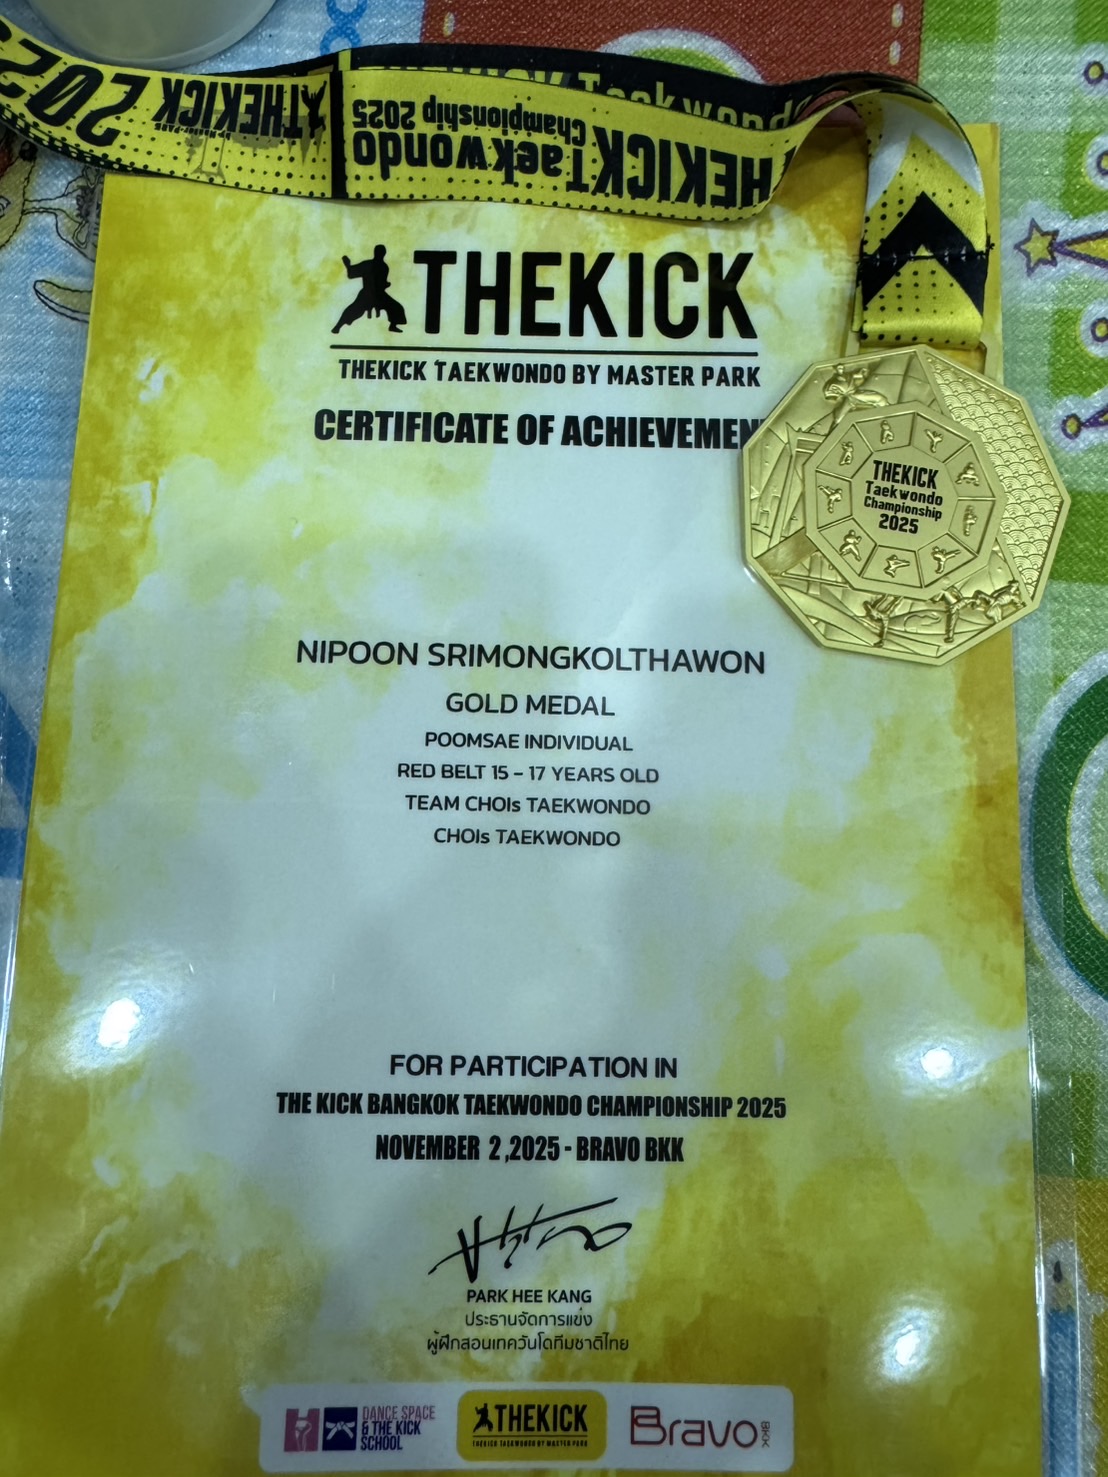 THEKICK
2025
THEKICK Taekwondo
Championship 2025
THEKICK
THEKICK TAEKWONDO BY MASTER PARK
CERTIFICATE OF ACHIEVEMEN
THEKICK
Taekwondo
Championship
2025
NIPOON SRIMONGKOLTHAWON
GOLD MEDAL
POOMSAE INDIVIDUAL
RED BELT 15 - 17 YEARS OLD
TEAM CHOIs TAEKWONDO
CHOIs TAEKWONDO
FOR PARTICIPATION IN
THE KICK BANGKOK TAEKWONDO CHAMPIONSHIP 2025
NOVEMBER 2 ,2025 - BRAVO BKK
PARK HEE KANG
ประธานจัดการแข่ง
ผู้ฝึกสอนเทควันโดทีมชาติไทย
DANCE SPACE
& THE KICK
SCHOOL
THEKICK
THEKICK TAEKWONDO BY MASTER PARK
BRAVO BKK